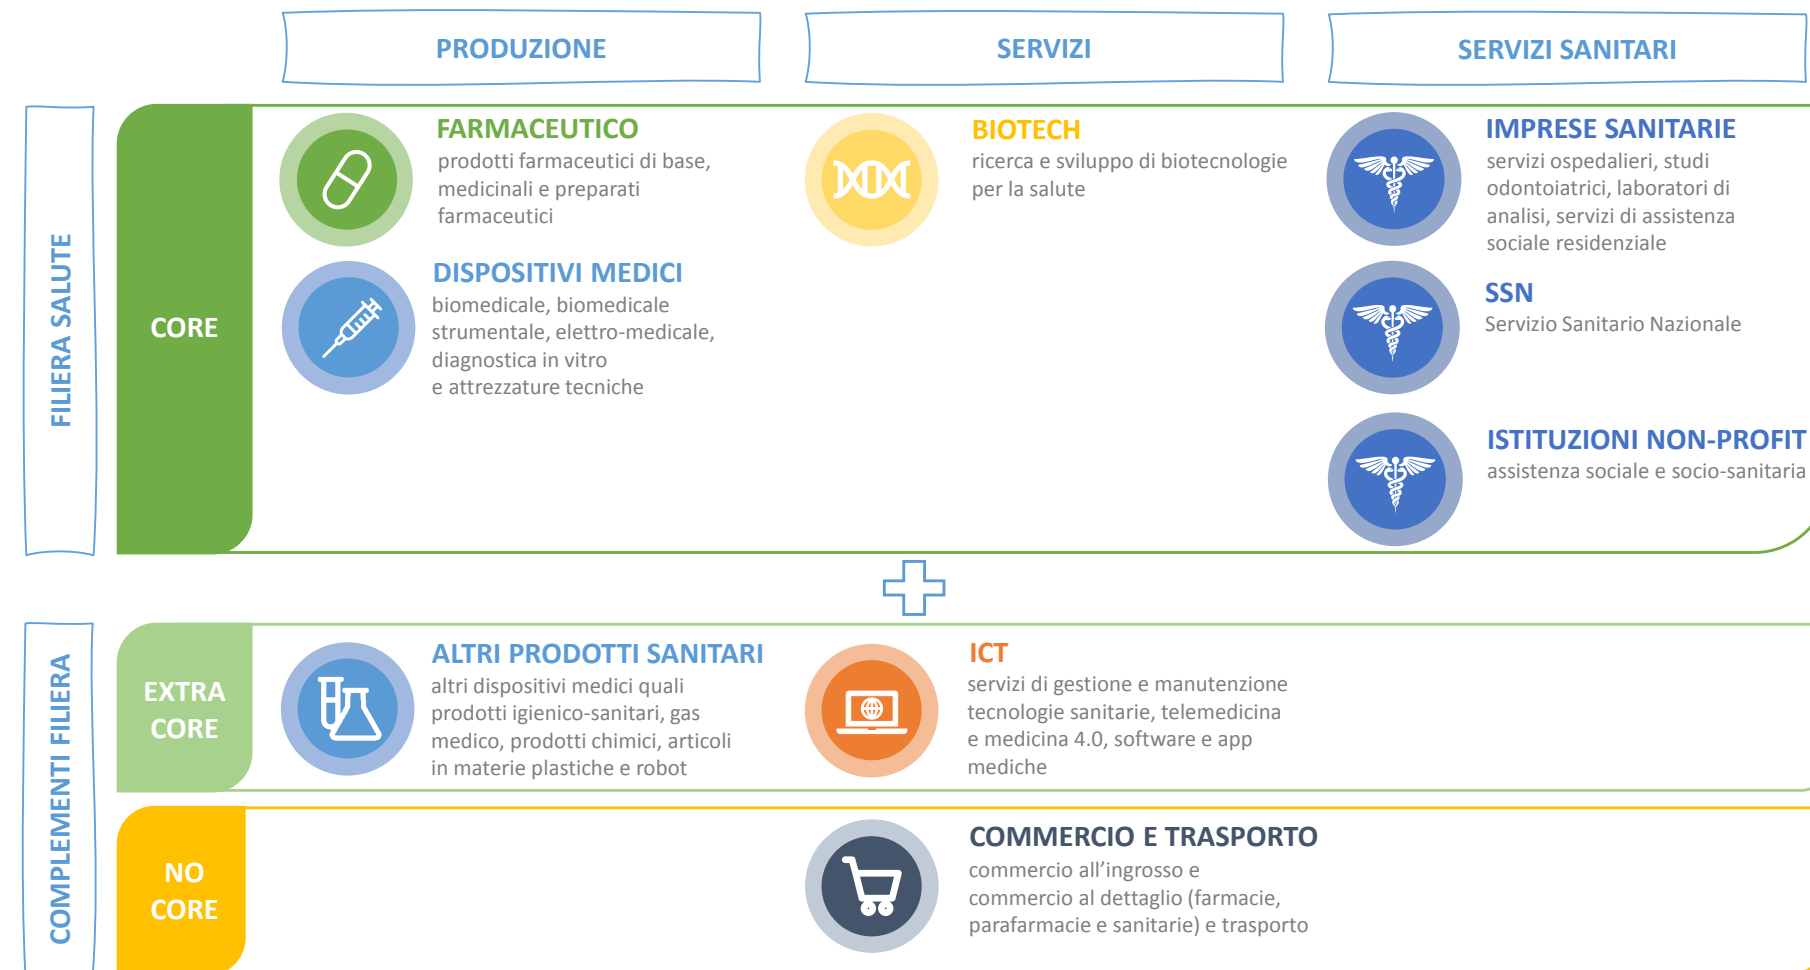 PRODUZIONE
SERVIZI
SERVIZI SANITARI
FILIERA SALUTE
CORE
FARMACEUTICO
prodotti farmaceutici di base,
medicinali e preparati
farmaceutici
DISPOSITIVI MEDICI
biomedicale, biomedicale
strumentale, elettro-medicale,
diagnostica in vitro
e attrezzature tecniche
BIOTECH
ricerca e sviluppo di biotecnologie
per la salute
IMPRESE SANITARIE
servizi ospedalieri, studi
odontoiatrici, laboratori di
analisi, servizi di assistenza
sociale residenziale
SSN
Servizio Sanitario Nazionale
ISTITUZIONI NON-PROFIT
assistenza sociale e socio-sanitaria
COMPLEMENTI FILIERA
EXTRA
CORE
ALTRI PRODOTTI SANITARI
altri dispositivi medici quali
prodotti igienico-sanitari, gas
medico, prodotti chimici, articoli
in materie plastiche e robot
ICT
servizi di gestione e manutenzione
tecnologie sanitarie, telemedicina
e medicina 4.0, software e app
mediche
NO
CORE
COMMERCIO E TRASPORTO
commercio all'ingrosso e
commercio al dettaglio (farmacie,
parafarmacie e sanitarie) e trasporto